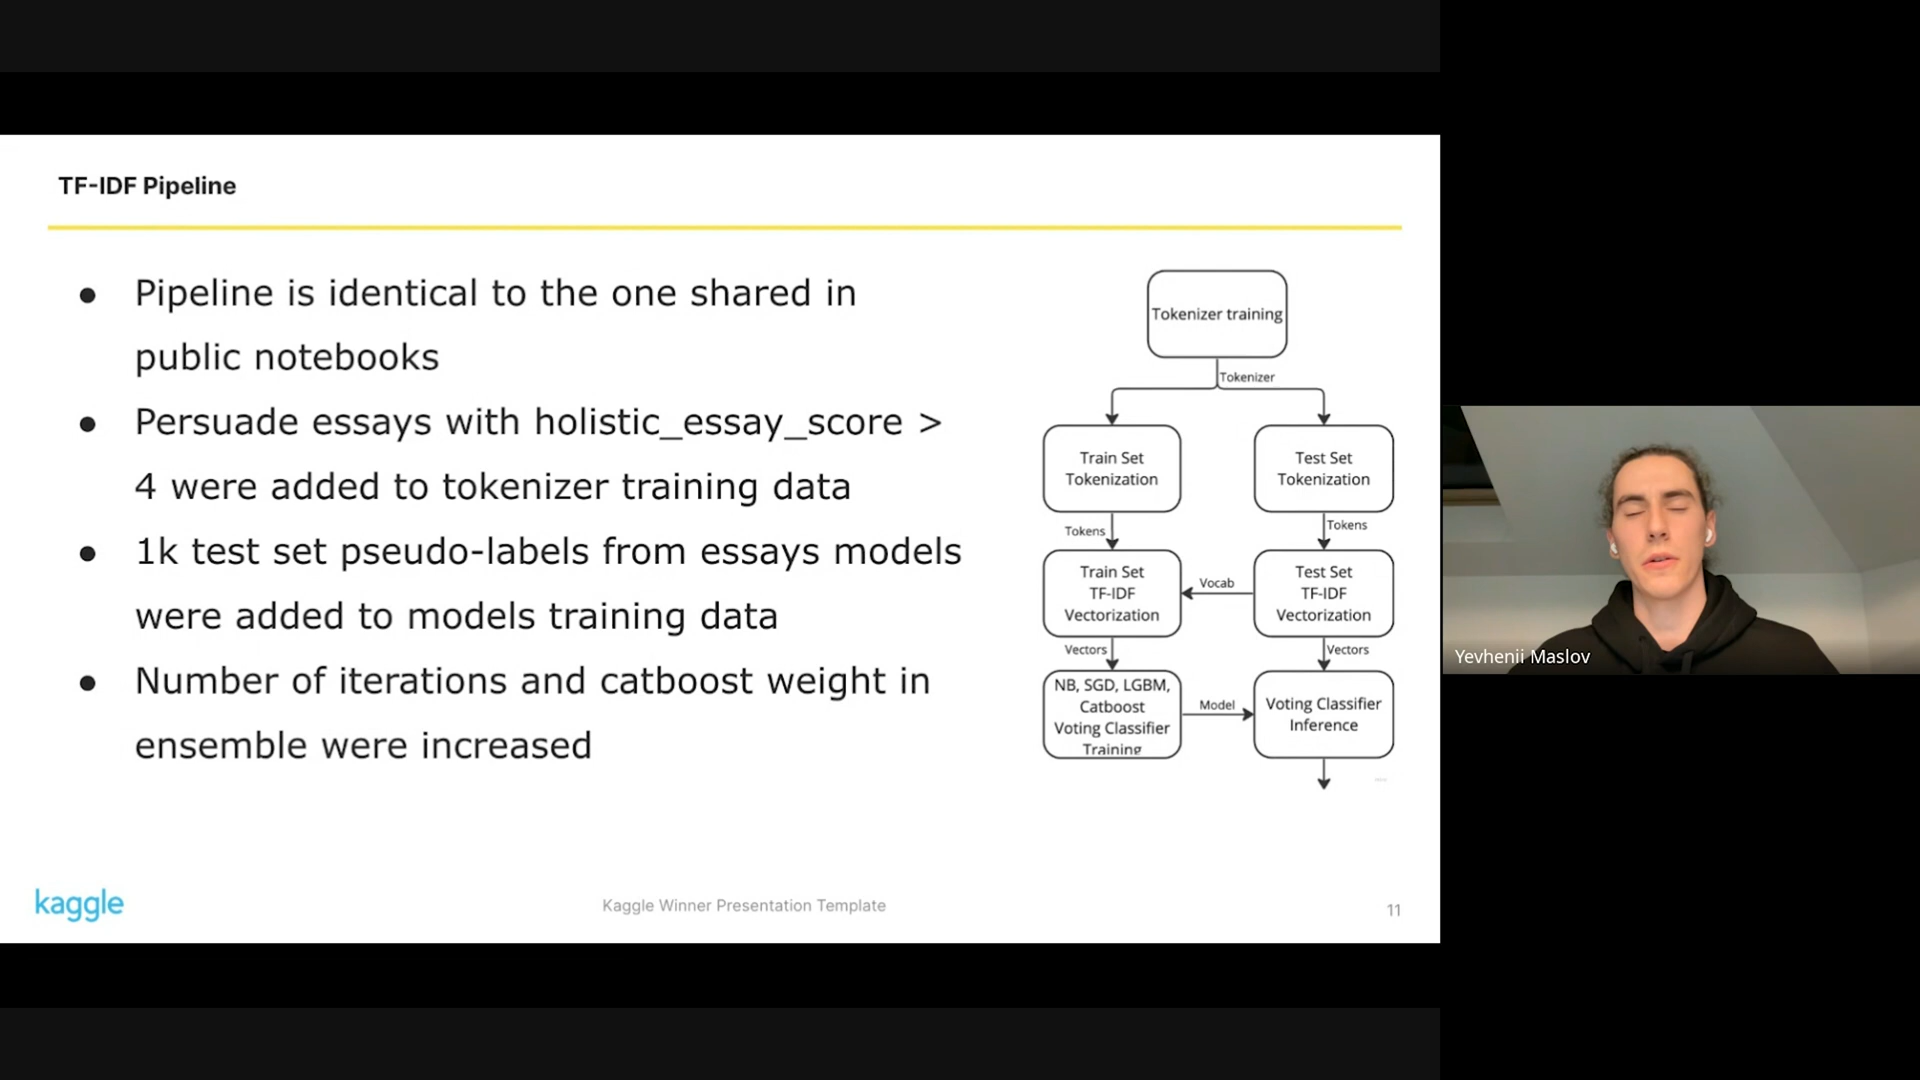 TF-IDF Pipeline
● Pipeline is identical to the one shared in
public notebooks
● Persuade essays with holistic_essay_score >
4 were added to tokenizer training data
● 1k test set pseudo-labels from essays models
were added to models training data
● Number of iterations and catboost weight in
ensemble were increased
Tokenizer training
Tokenizer
Train Set
Tokenization
Test Set
Tokenization
Tokens
Tokens
Train Set
TF-IDF
Vectorization
Vocab
Test Set
TF-IDF
Vectorization
Vectors
Vectors
NB, SGD, LGBM,
Catboost
Voting Classifier
Training
Model
Voting Classifier
Inference
kaggle
Kaggle Winner Presentation Template
11
Yevhenii Maslov